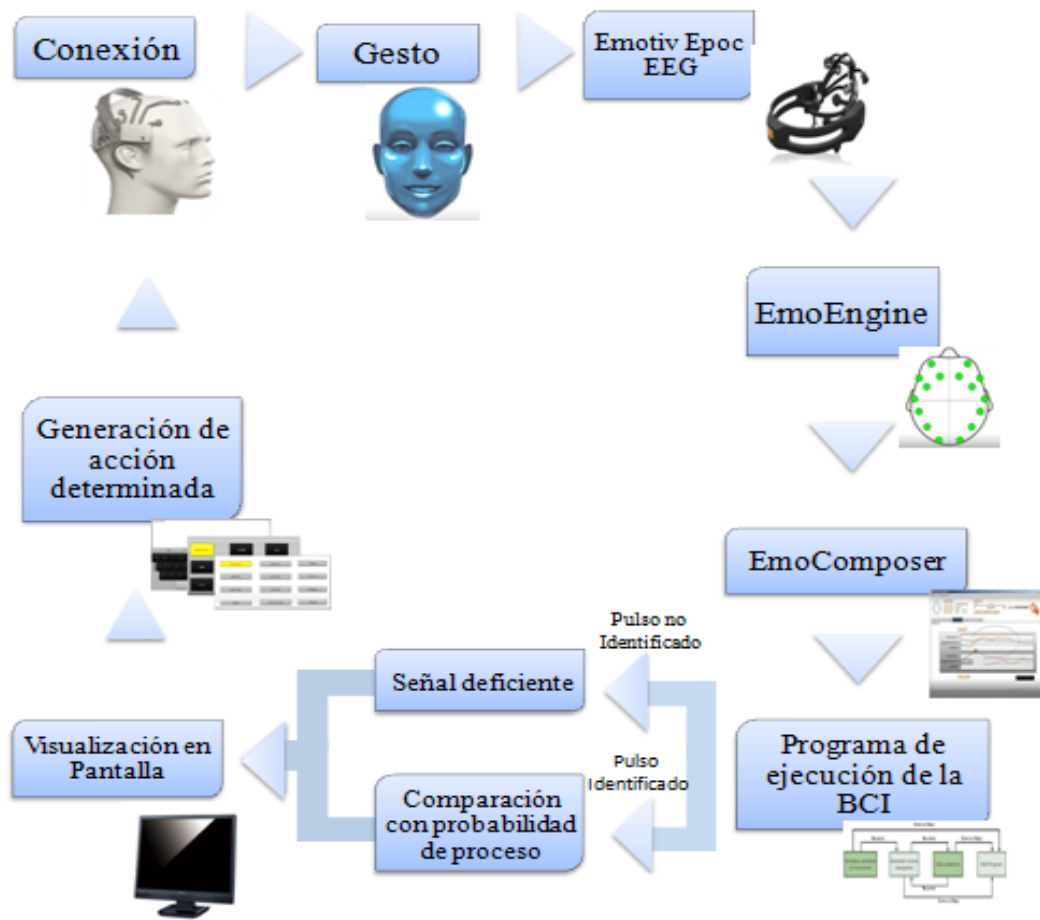 Conexión
Gesto
Emotiv Epoc
EEG
EmoEngine
EmoComposer
Programa de
ejecución de la
BCI
Pulso no
Identificado
Señal deficiente
Pulso
Identificado
Comparación
con probabilidad
de proceso
Visualización en
Pantalla
Generación de
acción
determinada